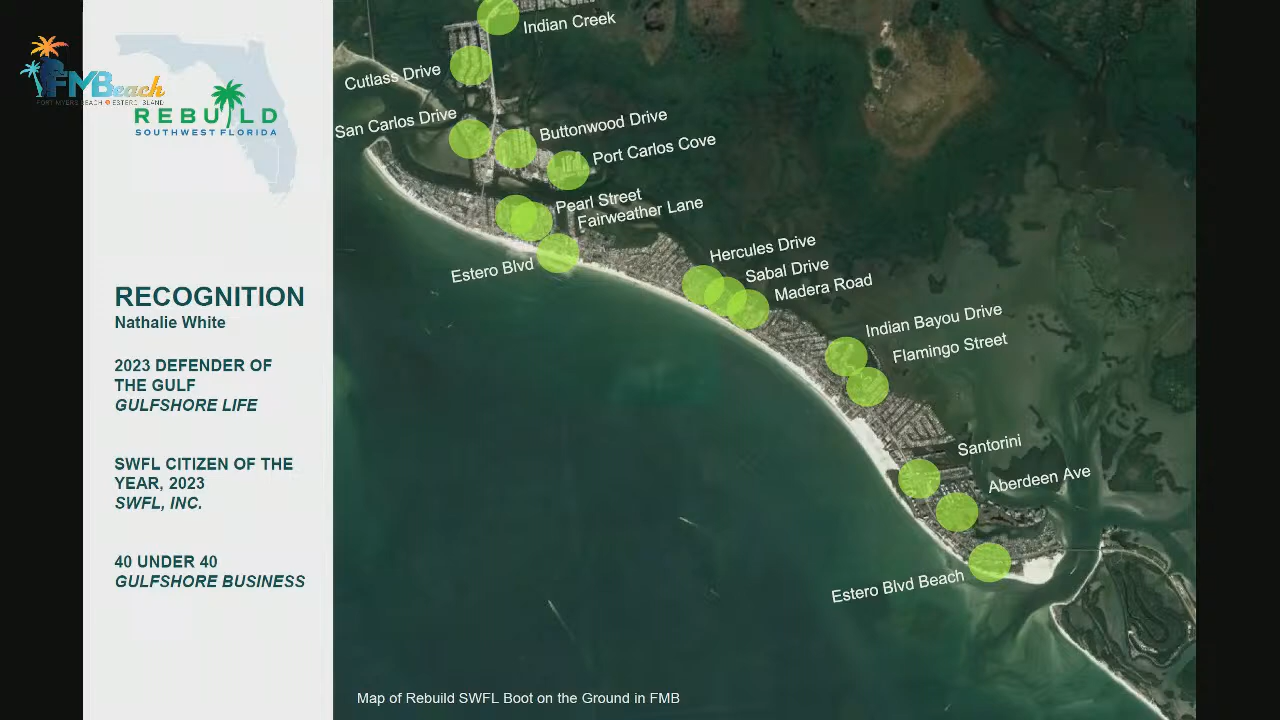 FMBeach
FORT MYERS BEACH ESTERO ISLAND
REBUILD
SOUTHWEST FLORIDA
RECOGNITION
Nathalie White
2023 DEFENDER OF
THE GULF
GULFSHORE LIFE
SWFL CITIZEN OF THE
YEAR, 2023
SWFL, INC.
40 UNDER 40
GULFSHORE BUSINESS
Indian Creek
Cutlass Drive
San Carlos Drive
Buttonwood Drive
Port Carlos Cove
Pearl Street
Fairweather Lane
Estero Blvd
Hercules Drive
Sabal Drive
Madera Road
Indian Bayou Drive
Flamingo Street
Santorini
Aberdeen Ave
Estero Blvd Beach
Map of Rebuild SWFL Boot on the Ground in FMB